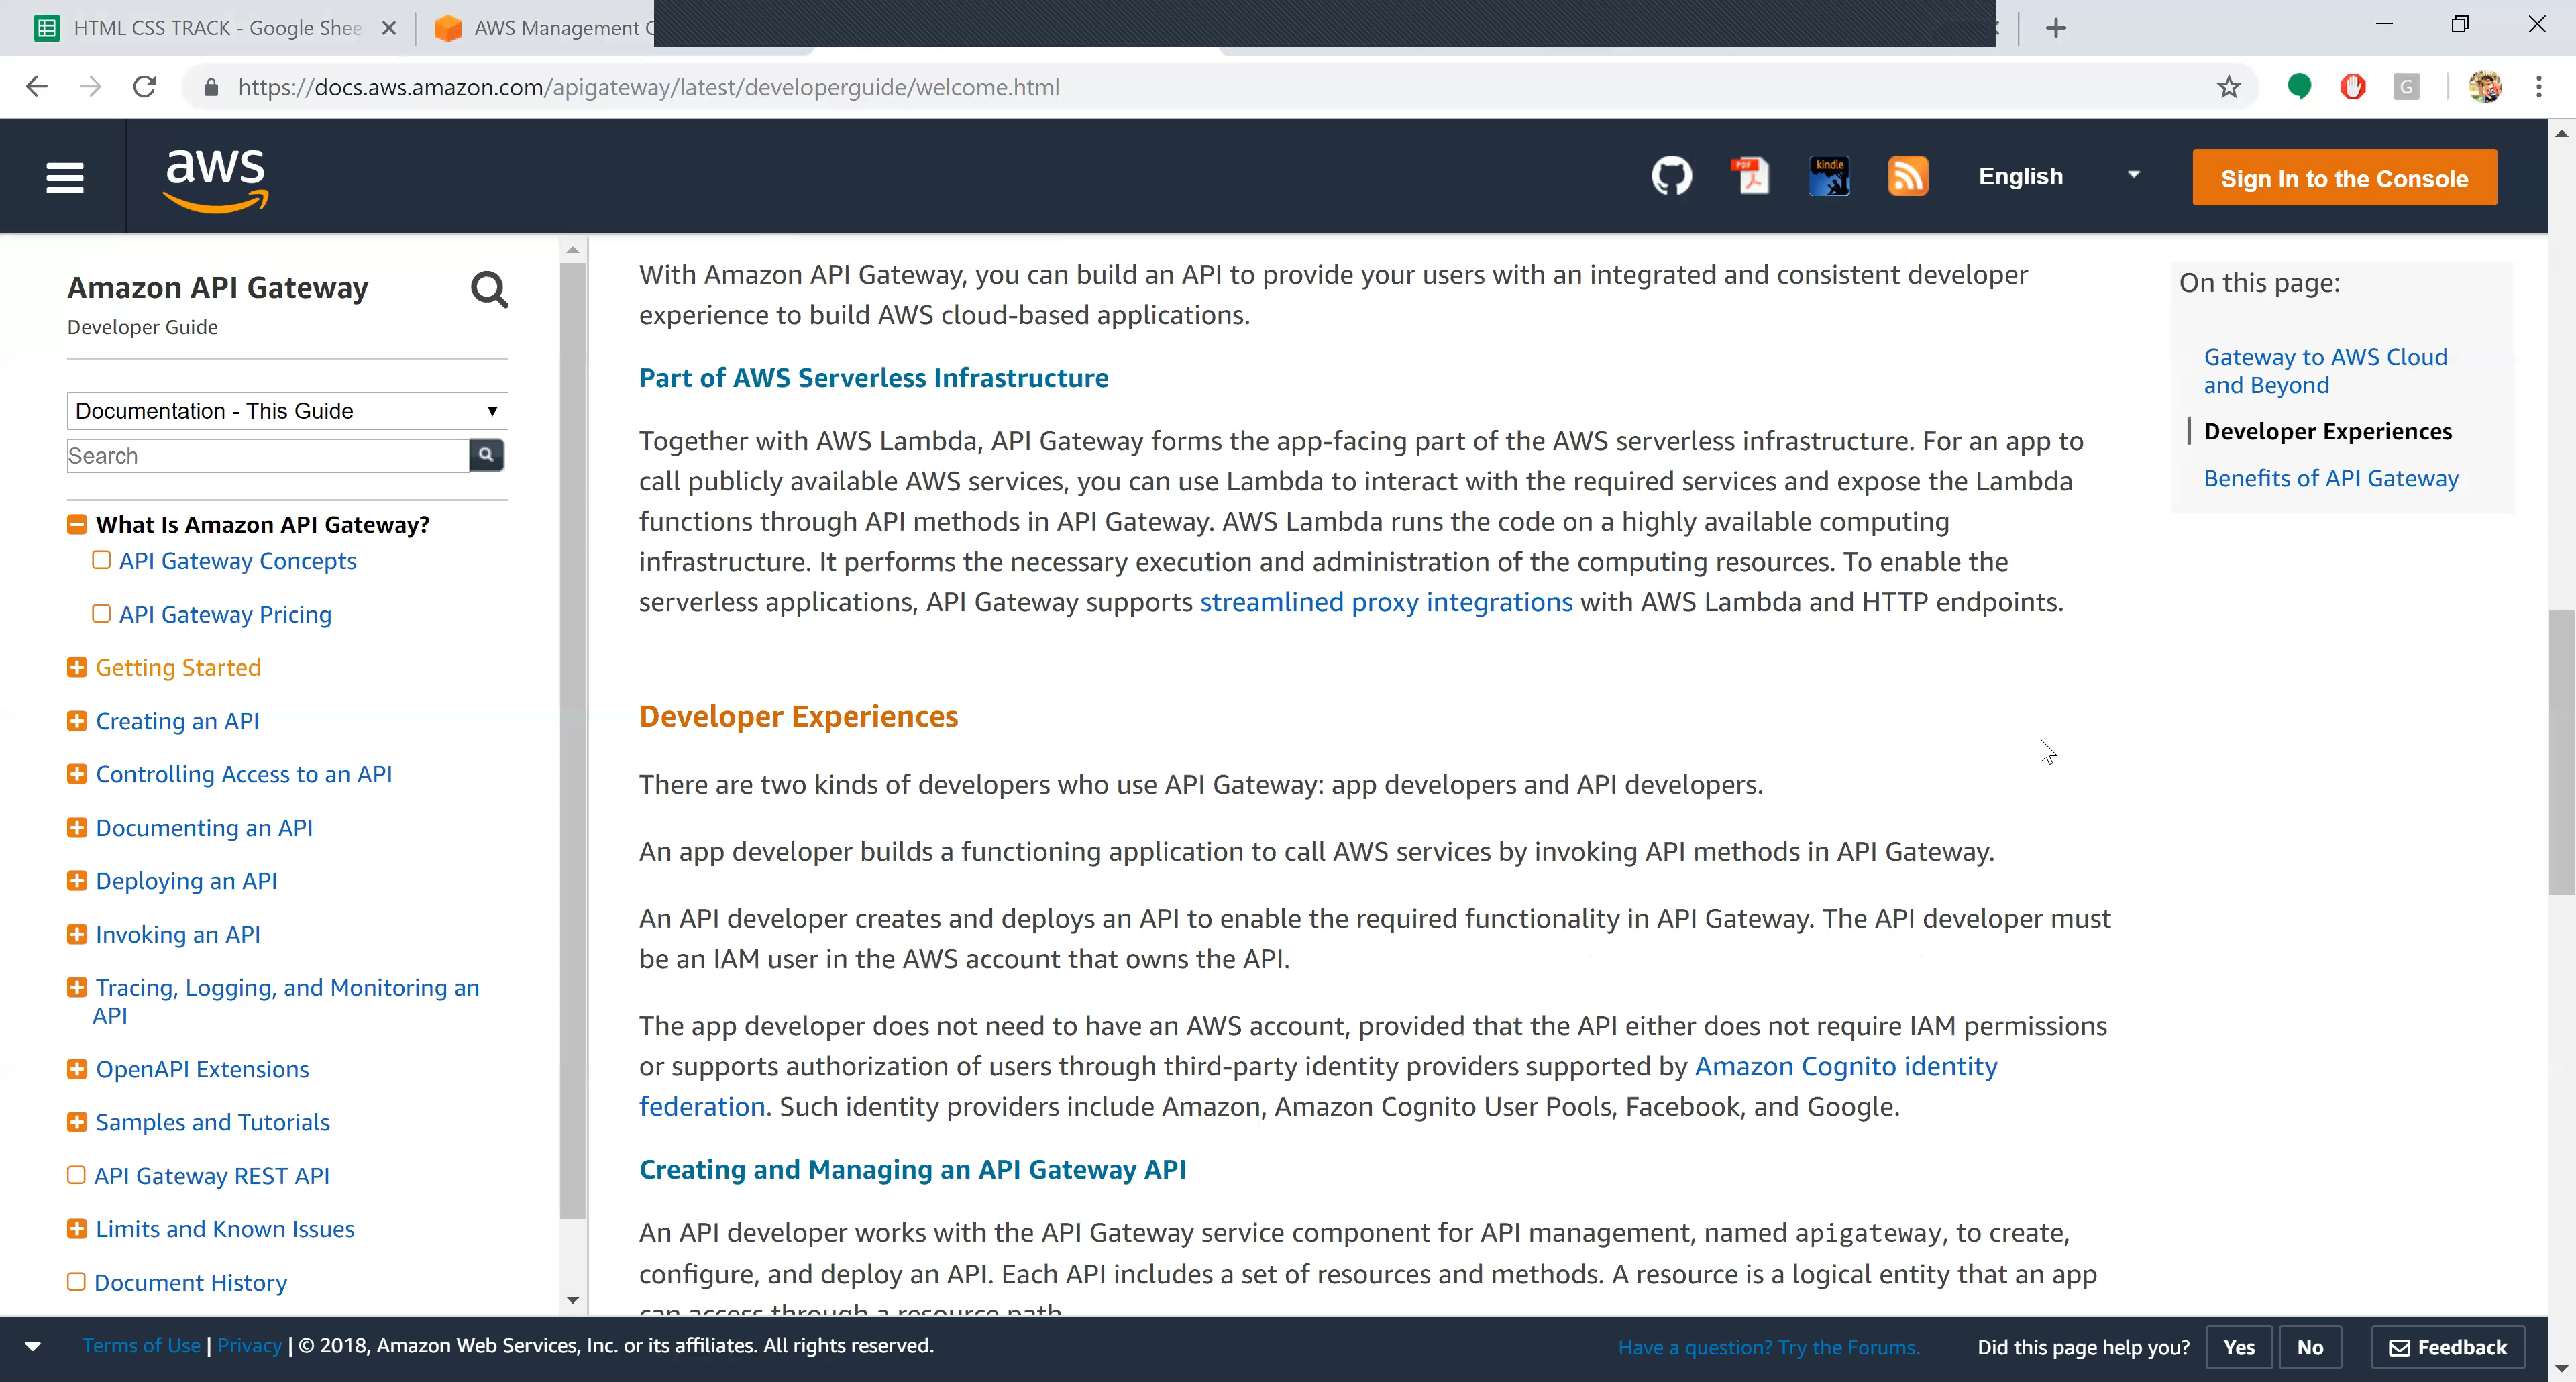 HTML CSS TRACK - Google Shee
AWS Management
https://docs.aws.amazon.com/apigateway/latest/developerguide/welcome.html
G
aws
PDF
kindle
English
Sign In to the Console
Amazon API Gateway
Developer Guide
Documentation - This Guide
Search
What Is Amazon API Gateway?
API Gateway Concepts
API Gateway Pricing
Getting Started
Creating an API
Controlling Access to an API
Documenting an API
Deploying an API
Invoking an API
Tracing, Logging, and Monitoring an
API
OpenAPI Extensions
Samples and Tutorials
API Gateway REST API
Limits and Known Issues
Document History
With Amazon API Gateway, you can build an API to provide your users with an integrated and consistent developer
experience to build AWS cloud-based applications.
Part of AWS Serverless Infrastructure
Together with AWS Lambda, API Gateway forms the app-facing part of the AWS serverless infrastructure. For an app to
call publicly available AWS services, you can use Lambda to interact with the required services and expose the Lambda
functions through API methods in API Gateway. AWS Lambda runs the code on a highly available computing
infrastructure. It performs the necessary execution and administration of the computing resources. To enable the
serverless applications, API Gateway supports streamlined proxy integrations with AWS Lambda and HTTP endpoints.
Developer Experiences
There are two kinds of developers who use API Gateway: app developers and API developers.
An app developer builds a functioning application to call AWS services by invoking API methods in API Gateway.
An API developer creates and deploys an API to enable the required functionality in API Gateway. The API developer must
be an IAM user in the AWS account that owns the API.
The app developer does not need to have an AWS account, provided that the API either does not require IAM permissions
or supports authorization of users through third-party identity providers supported by Amazon Cognito identity
federation. Such identity providers include Amazon, Amazon Cognito User Pools, Facebook, and Google.
Creating and Managing an API Gateway API
An API developer works with the API Gateway service component for API management, named apigateway, to create,
configure, and deploy an API. Each API includes a set of resources and methods. A resource is a logical entity that an app
can access through a resource path.
On this page:
Gateway to AWS Cloud
and Beyond
Developer Experiences
Benefits of API Gateway
Terms of Use | Privacy | © 2018, Amazon Web Services, Inc. or its affiliates. All rights reserved.
Have a question? Try the Forums.
Did this page help you?
Yes
No
Feedback